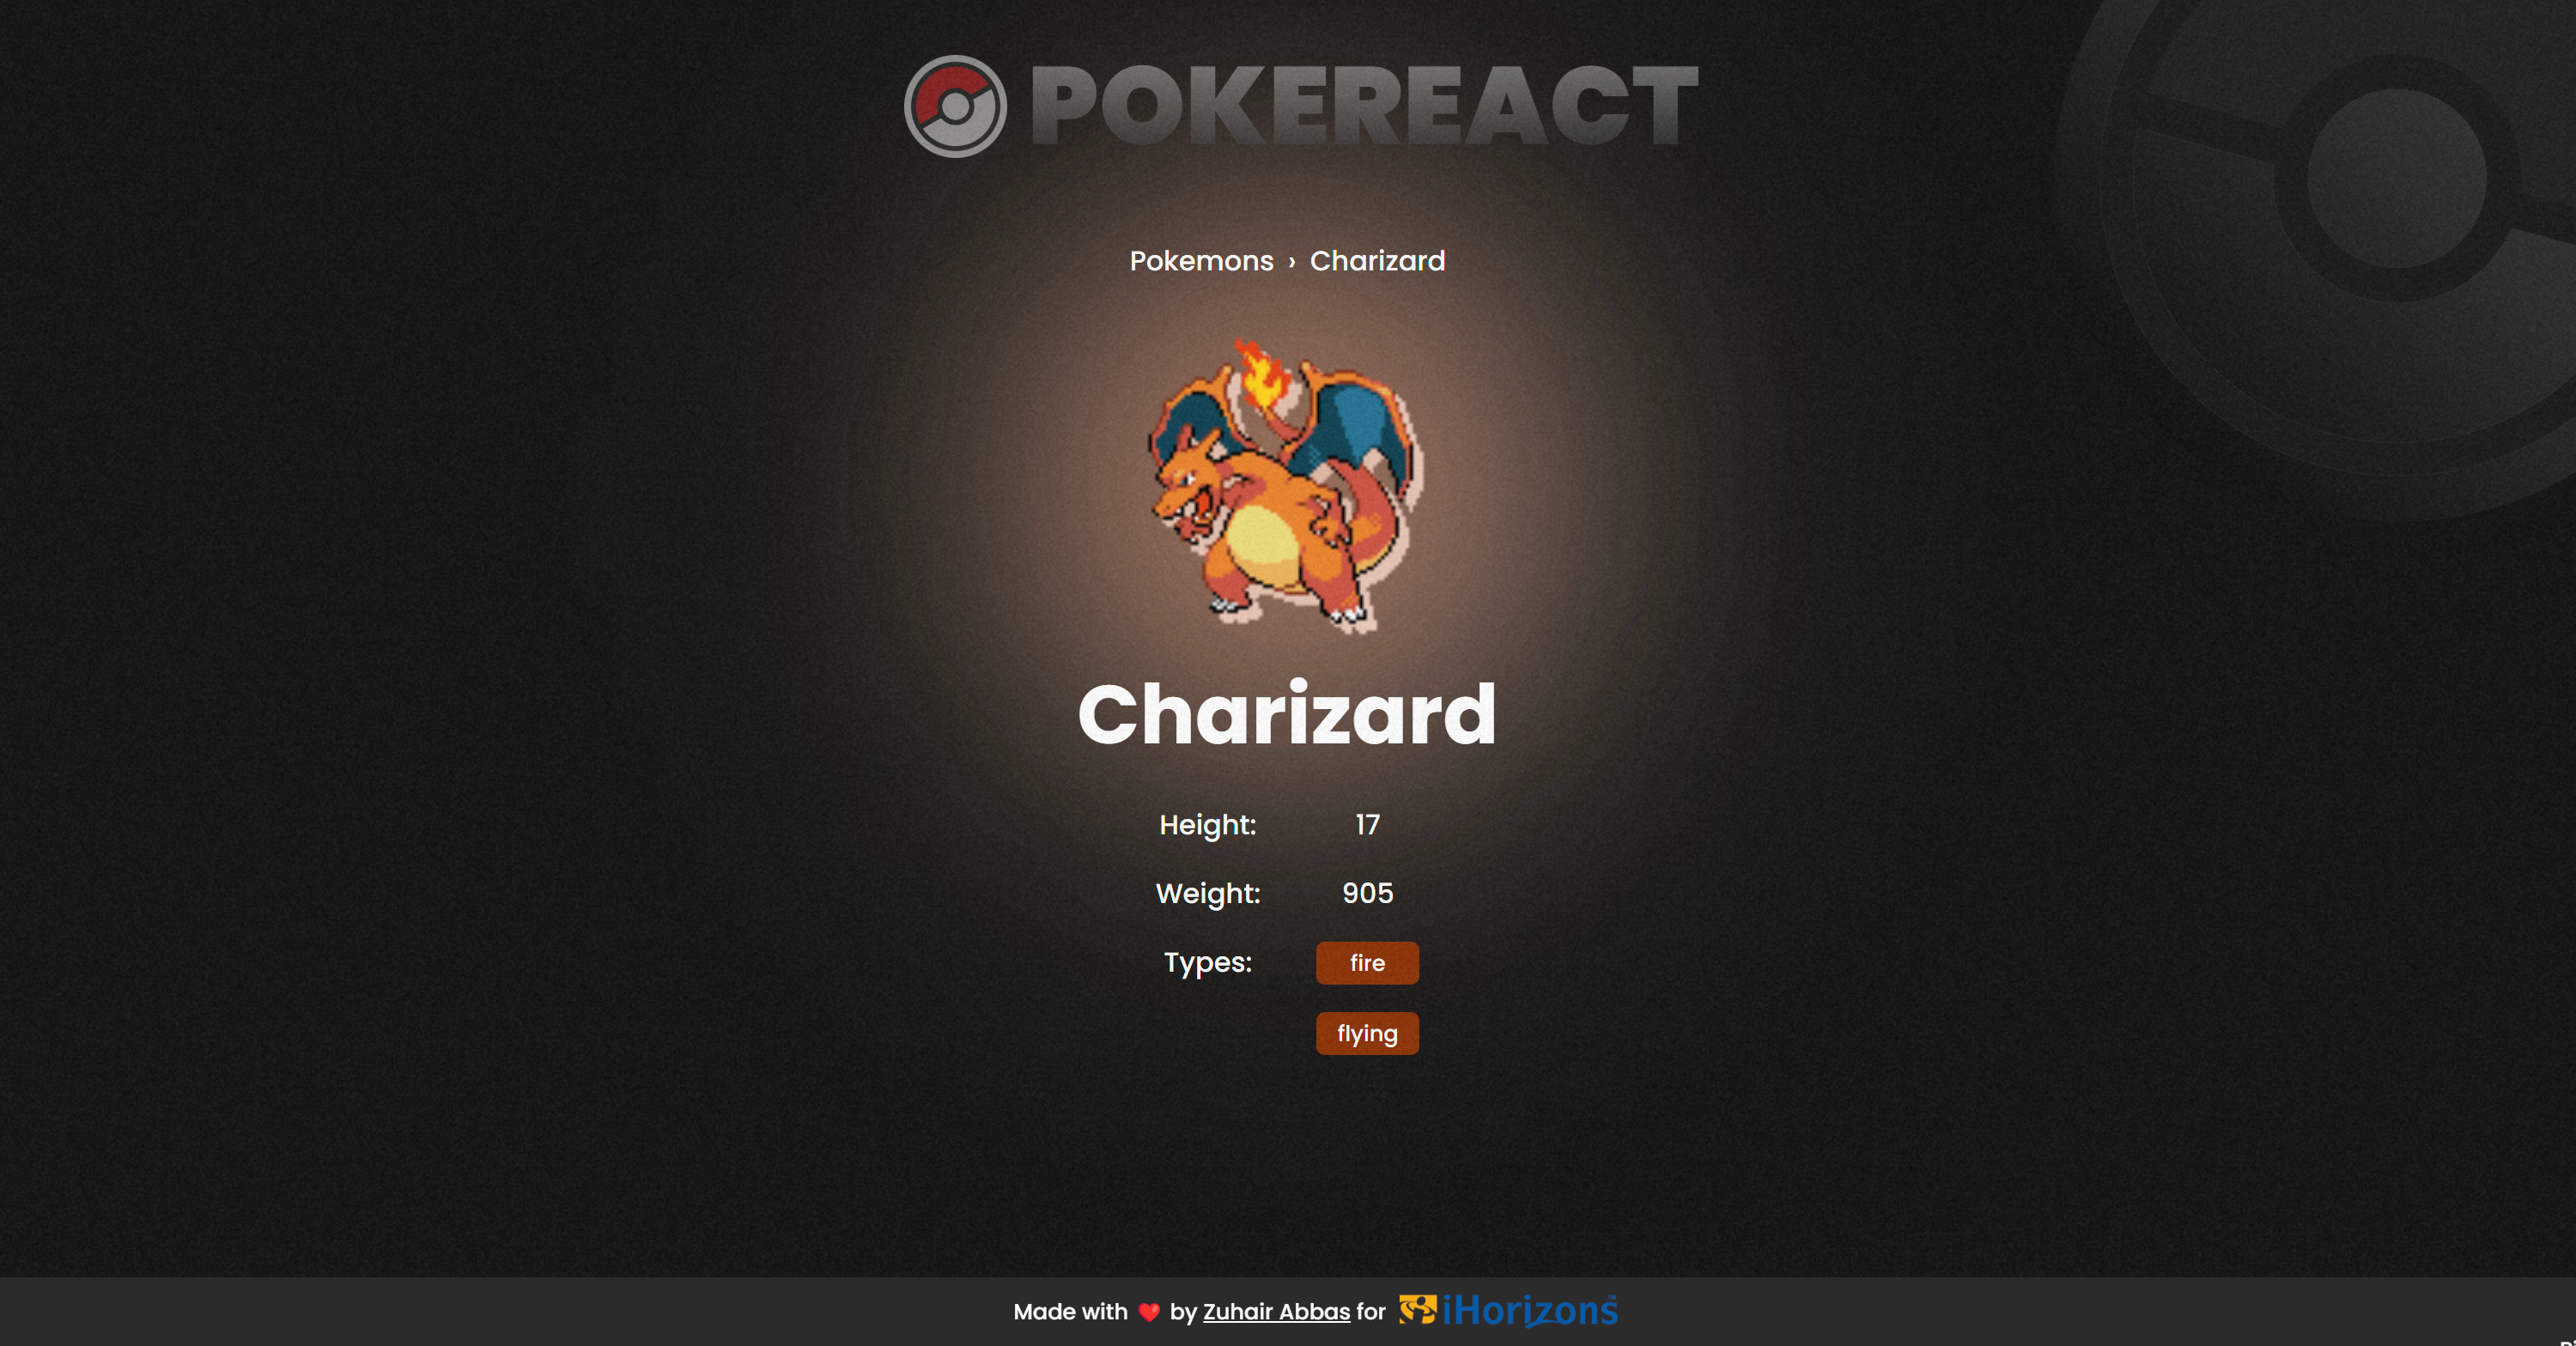 POKEREACT
Pokemons › Charizard
Charizard
Height: 17
Weight: 905
Types: fire
flying
Made with ❤️ by Zuhair Abbas for iHorizons